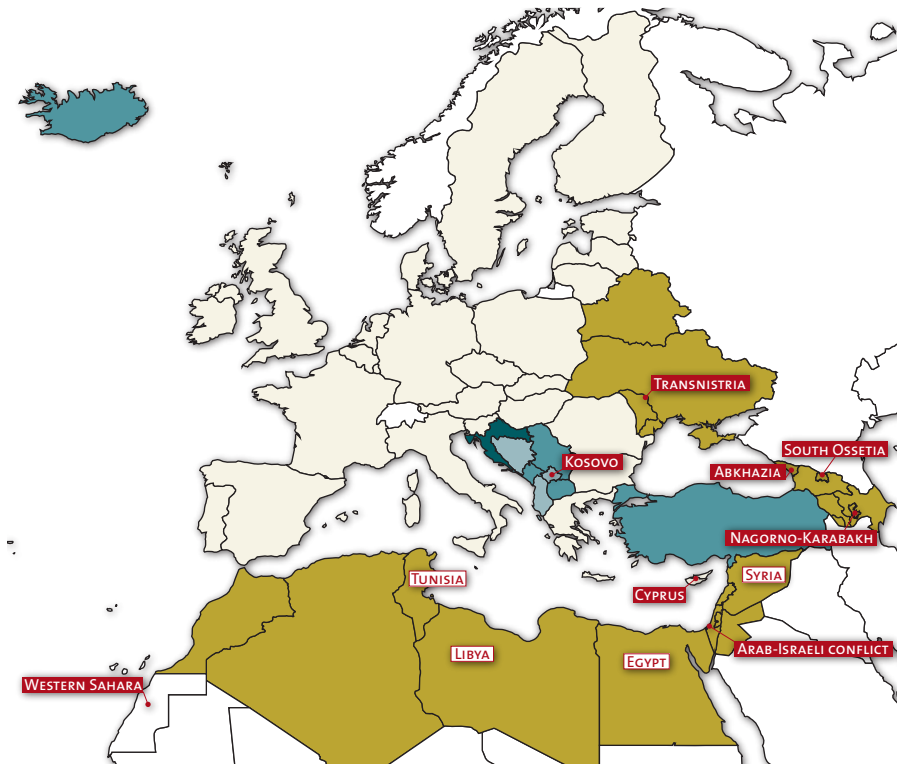 TRANSNISTRIA
SOUTH OSSETIA
KOSOVO
ABKHAZIA
NAGORNO-KARABAKH
TUNISIA
SYRIA
CYPRUS
ARAB-ISRAELI CONFLICT
LIBYA
EGYPT
WESTERN SAHARA